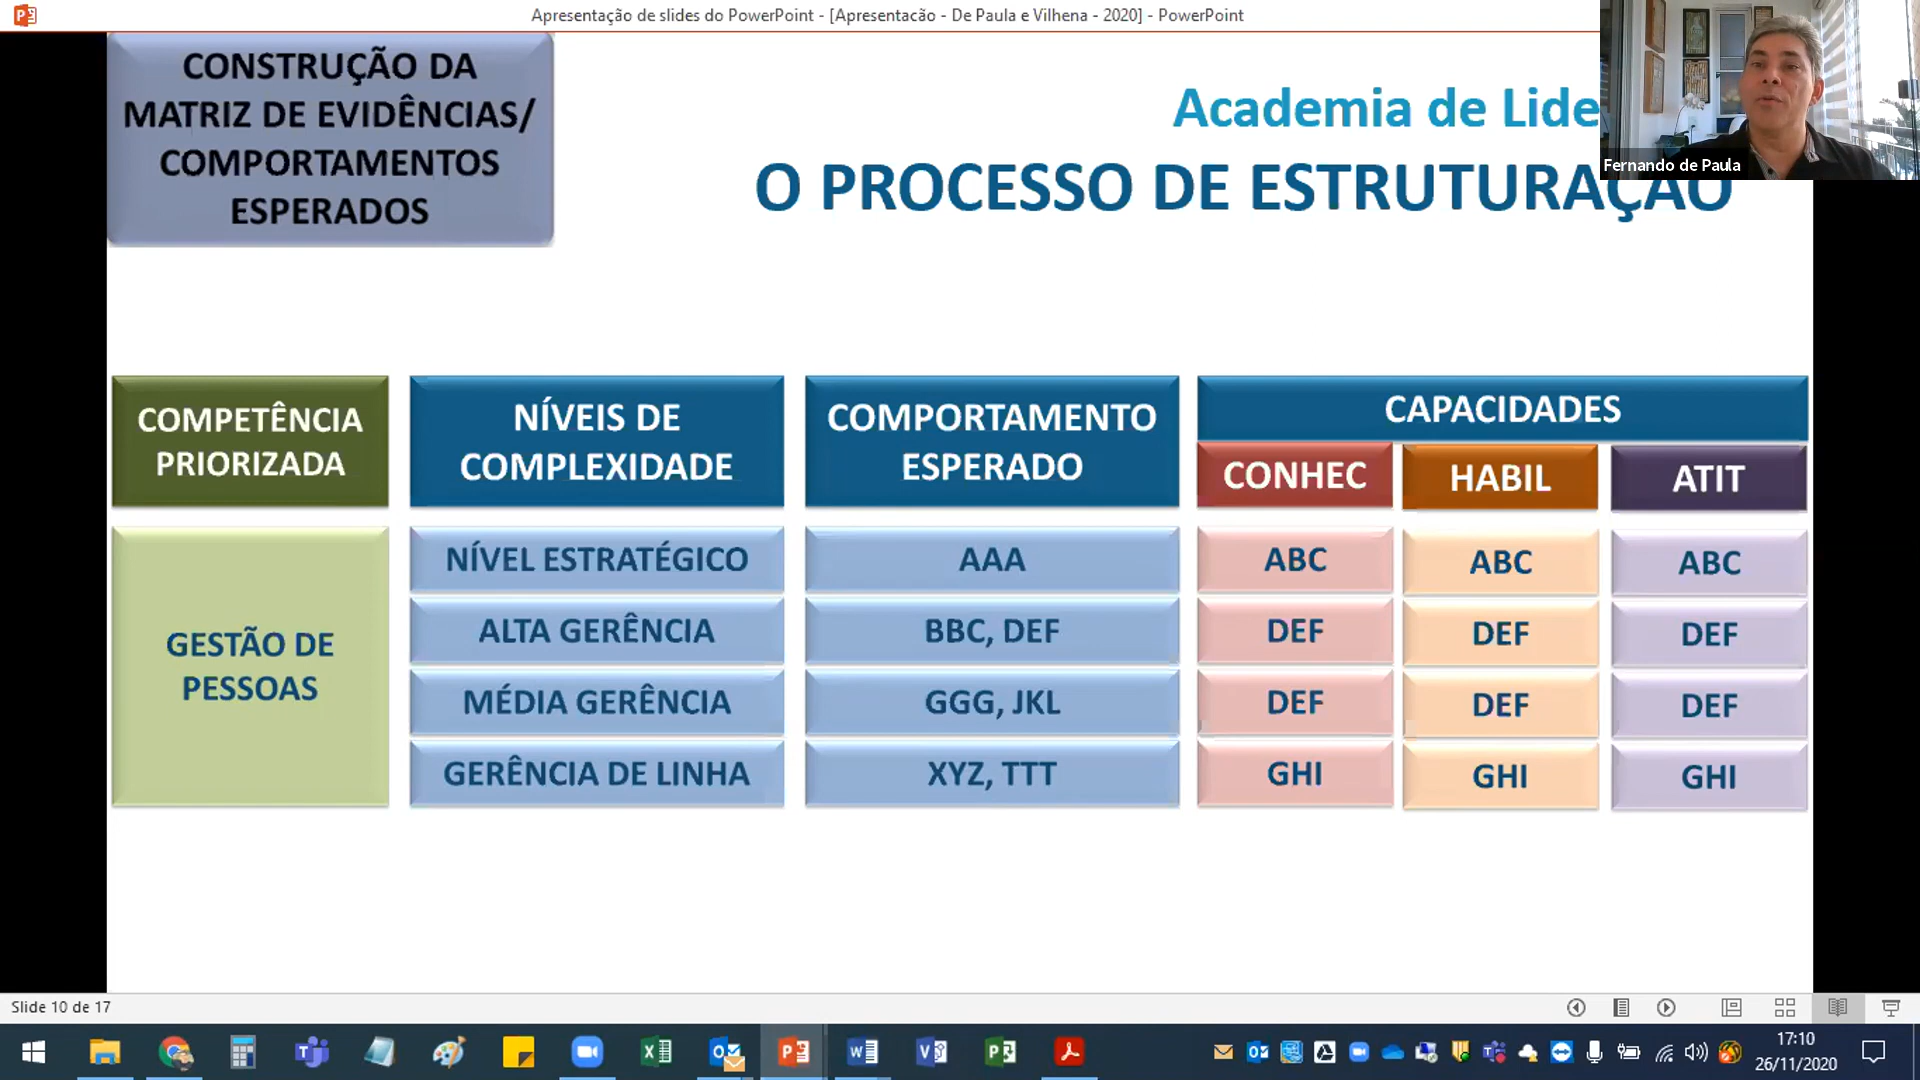 Apresentação de slides do PowerPoint - [Apresentacão - De Paula e Vilhena - 2020] - PowerPoint
CONSTRUÇÃO DA
MATRIZ DE EVIDÊNCIAS/
COMPORTAMENTOS
ESPERADOS
Academia de Lide
O PROCESSO DE ESTRUTURAÇÃO
Fernando de Paula
COMPETÊNCIA
PRIORIZADA
NÍVEIS DE
COMPLEXIDADE
COMPORTAMENTO
ESPERADO
CAPACIDADES
CONHEC HABIL ATIT
GESTÃO DE
PESSOAS
NÍVEL ESTRATÉGICO AAA ABC ABC ABC
ALTA GERÊNCIA BBC, DEF DEF DEF DEF
MÉDIA GERÊNCIA GGG, JKL DEF DEF DEF
GERÊNCIA DE LINHA XYZ, TTT GHI GHI GHI
Slide 10 de 17
17:10
26/11/2020